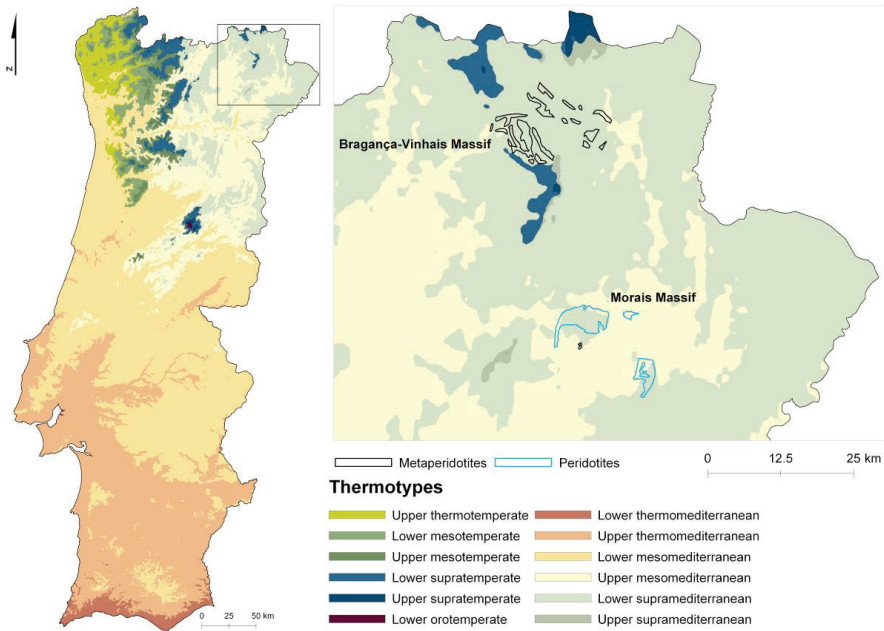 z
Bragança-Vinhais Massif
Morais Massif
Metaperidotites
Peridotites
0 12.5 25 km
Thermotypes
Upper thermotemperate
Lower mesotemperate
Upper mesotemperate
Lower supratemperate
Upper supratemperate
Lower orotemperate
Lower thermomediterranean
Upper thermomediterranean
Lower mesomediterranean
Upper mesomediterranean
Lower supramediterranean
Upper supramediterranean
0 25 50 km